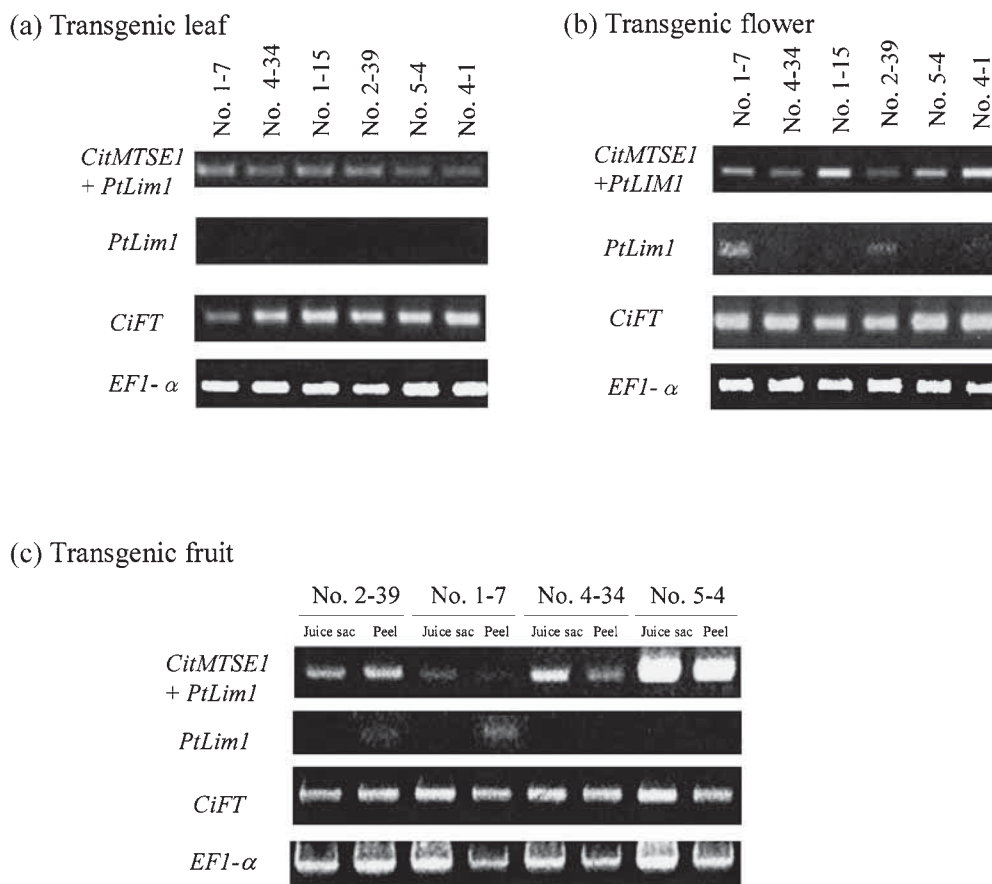 (a) Transgenic leaf
No. 1-7
No. 4-34
No. 1-15
No. 2-39
No. 5-4
No. 4-1
CitMTSE1
+ PtLim1
PtLim1
CiFT
EF1- α
(b) Transgenic flower
No. 1-7
No. 4-34
No. 1-15
No. 2-39
No. 5-4
No. 4-1
CitMTSE1
+PtLIM1
PtLim1
CiFT
EF1- α
(c) Transgenic fruit
No. 2-39 No. 1-7 No. 4-34 No. 5-4
Juice sac Peel Juice sac Peel Juice sac Peel Juice sac Peel
CitMTSE1
+ PtLim1
PtLim1
CiFT
EF1-α